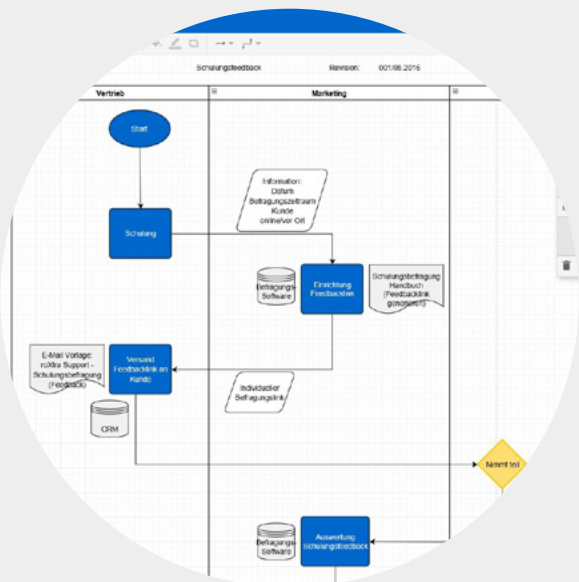 Schulungsfeedback
Revision:
001/08.2016
Vertrieb
Marketing
Start
Information:
Datum
Befragungszeitraum
Kunde
online/vor Ort
Schulung
Befragungs-
Software
Einrichtung
Feedbacklink
Schulungsbefragung
Handbuch
(Feedbacklink
generieren)
E-Mail Vorlage:
roXtra Support -
Schulungsbefragung
(Feedback)
Versand
Feedbacklink an
Kunde
Individueller
Befragungslink
CRM
Nimmt teil
Befragungs-
Software
Auswertung
Schulungsfeedback